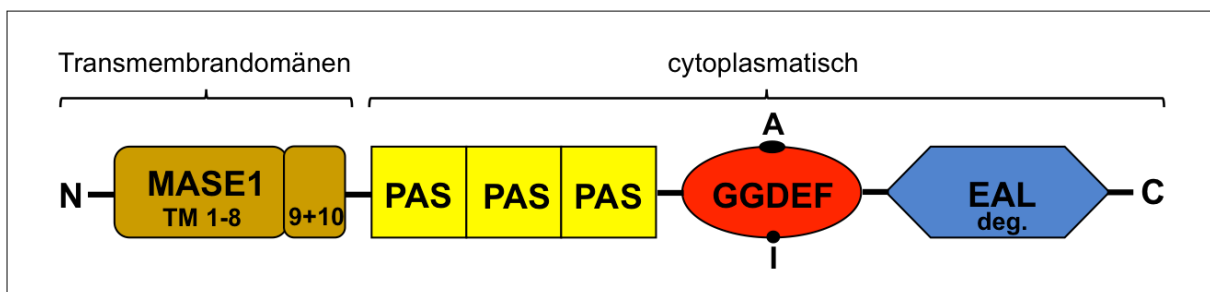 Transmembrandomänen
cytoplasmatisch
A
N
MASE1
TM 1-8
9+10
PAS
PAS
PAS
GGDEF
EAL
deg.
C
I